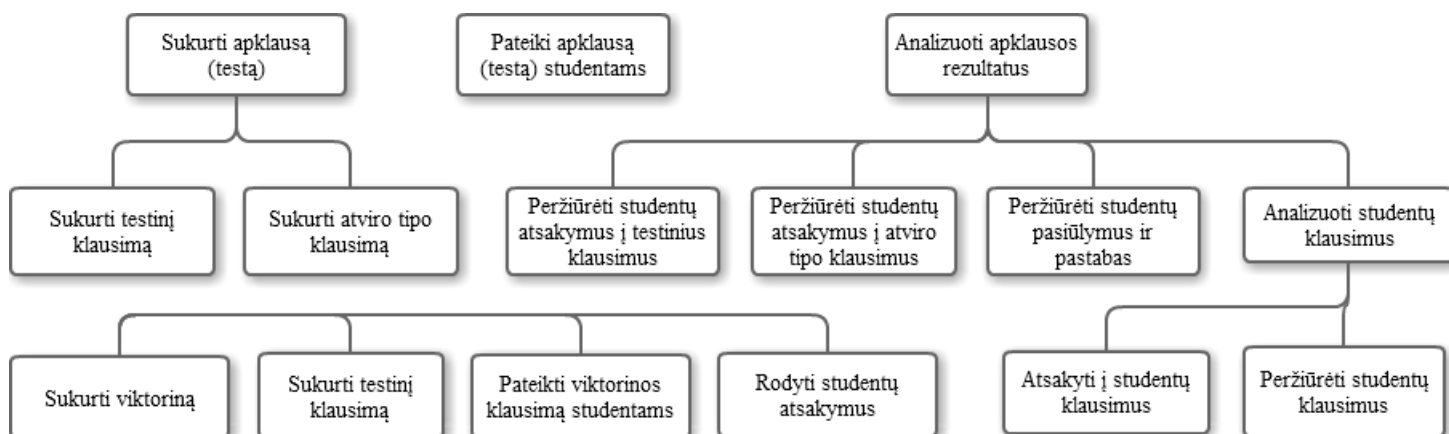 Sukurti apklausą
(testą)
Pateiki apklausą
(testą) studentams
Analizuoti apklausos
rezultatus
Sukurti testinį
klausimą
Sukurti atviro tipo
klausimą
Peržiūrėti studentų
atsakymus į testinius
klausimus
Peržiūrėti studentų
atsakymus į atviro
tipo klausimus
Peržiūrėti studentų
pasiūlymus ir
pastabas
Analizuoti studentų
klausimus
Sukurti viktoriną
Sukurti testinį
klausimą
Pateikti viktorinos
klausimą studentams
Rodyti studentų
atsakymus
Atsakyti į studentų
klausimus
Peržiūrėti studentų
klausimus